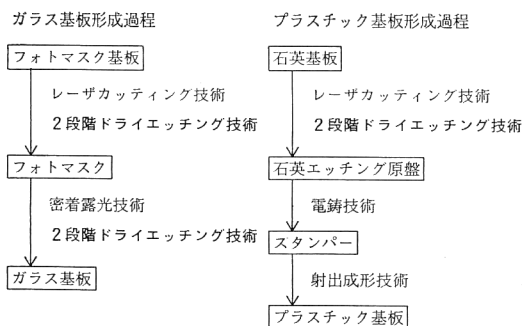 ガラス基板形成過程
フォトマスク基板
レーザカッティング技術
2段階ドライエッチング技術
フォトマスク
密着露光技術
2段階ドライエッチング技術
ガラス基板
プラスチック基板形成過程
石英基板
レーザカッティング技術
2段階ドライエッチング技術
石英エッチング原盤
電鋳技術
スタンパー
射出成形技術
プラスチック基板